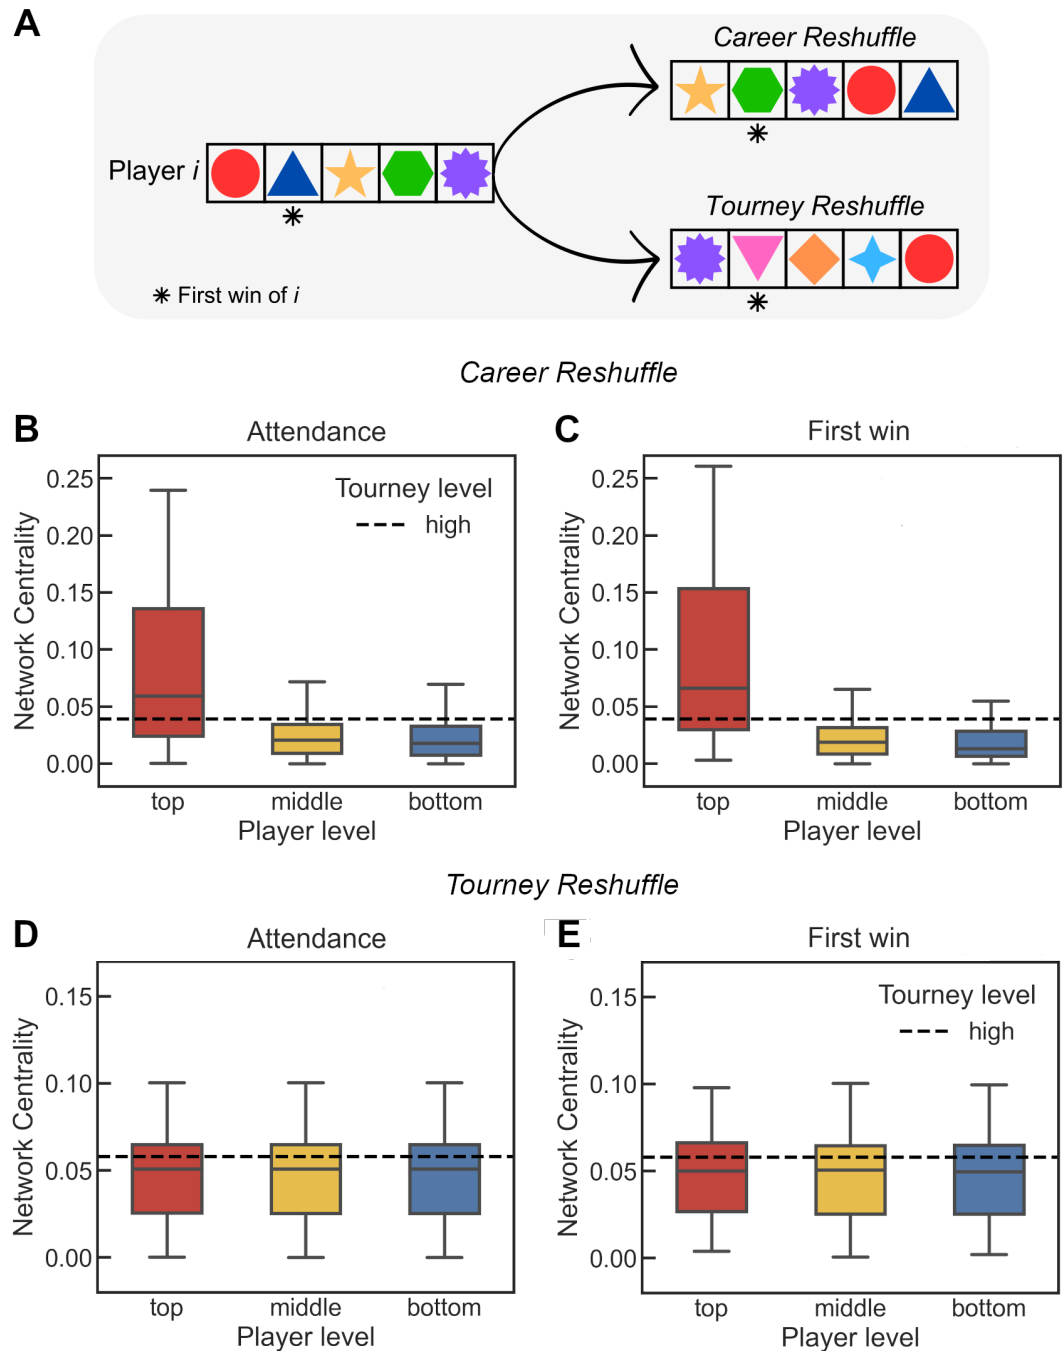 A
Career Reshuffle
Player i
Tourney Reshuffle
✳ First win of i
Career Reshuffle
B
Attendance
Network Centrality
0.25
0.20
0.15
0.10
0.05
0.00
Tourney level
high
top middle bottom
Player level
C
First win
Network Centrality
0.25
0.20
0.15
0.10
0.05
0.00
top middle bottom
Player level
Tourney Reshuffle
D
Attendance
Network Centrality
0.15
0.10
0.05
0.00
top middle bottom
Player level
E
First win
Network Centrality
0.15
0.10
0.05
0.00
Tourney level
high
top middle bottom
Player level